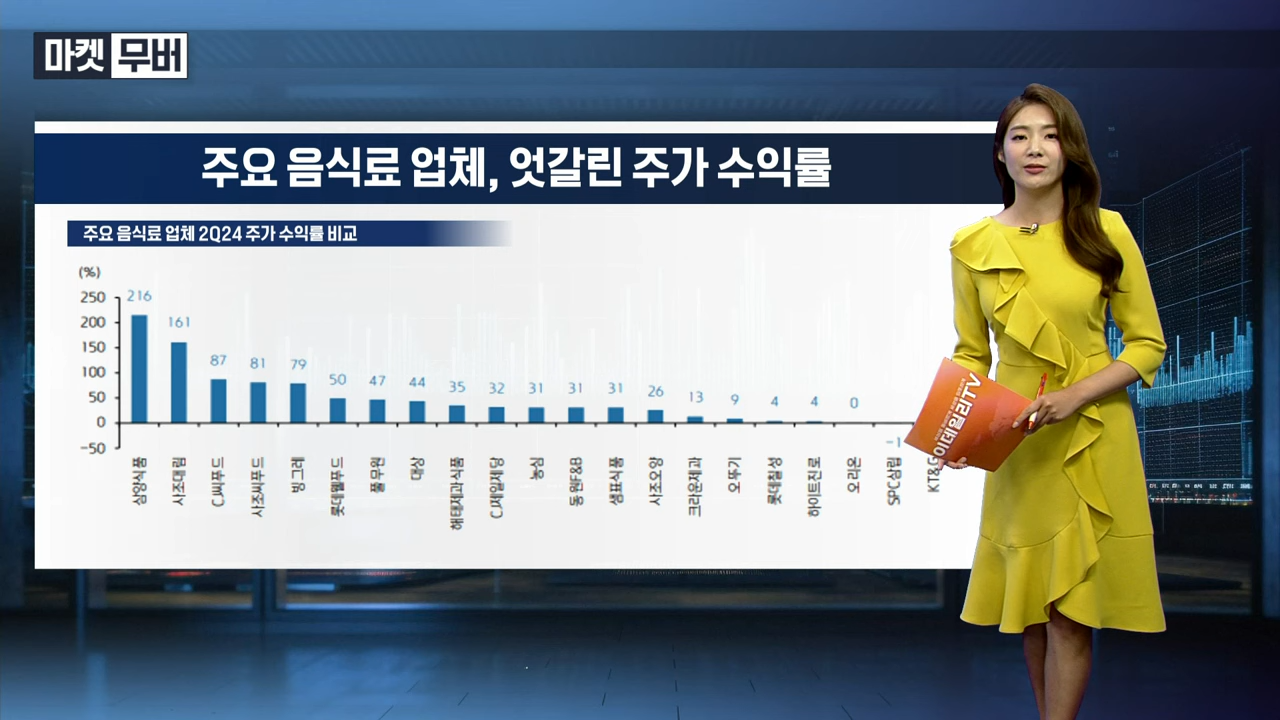 마켓 무버
주요 음식료 업체, 엇갈린 주가 수익률
주요 음식료 업체 2Q24 주가 수익률 비교
(%)
250
200
150
100
50
0
-50
216
161
87
81
79
50
47
44
35
32
31
31
31
26
13
9
4
4
0
-1
삼양식품
사조대림
CJ씨푸드
사조씨푸드
빙그레
롯데웰푸드
풀무원
대상
해태제과식품
CJ제일제당
농심
동원F&B
샘표식품
사조오양
크라운제과
오뚜기
롯데칠성
하이트진로
오리온
SPC삼립
KT&G
이데일리TV